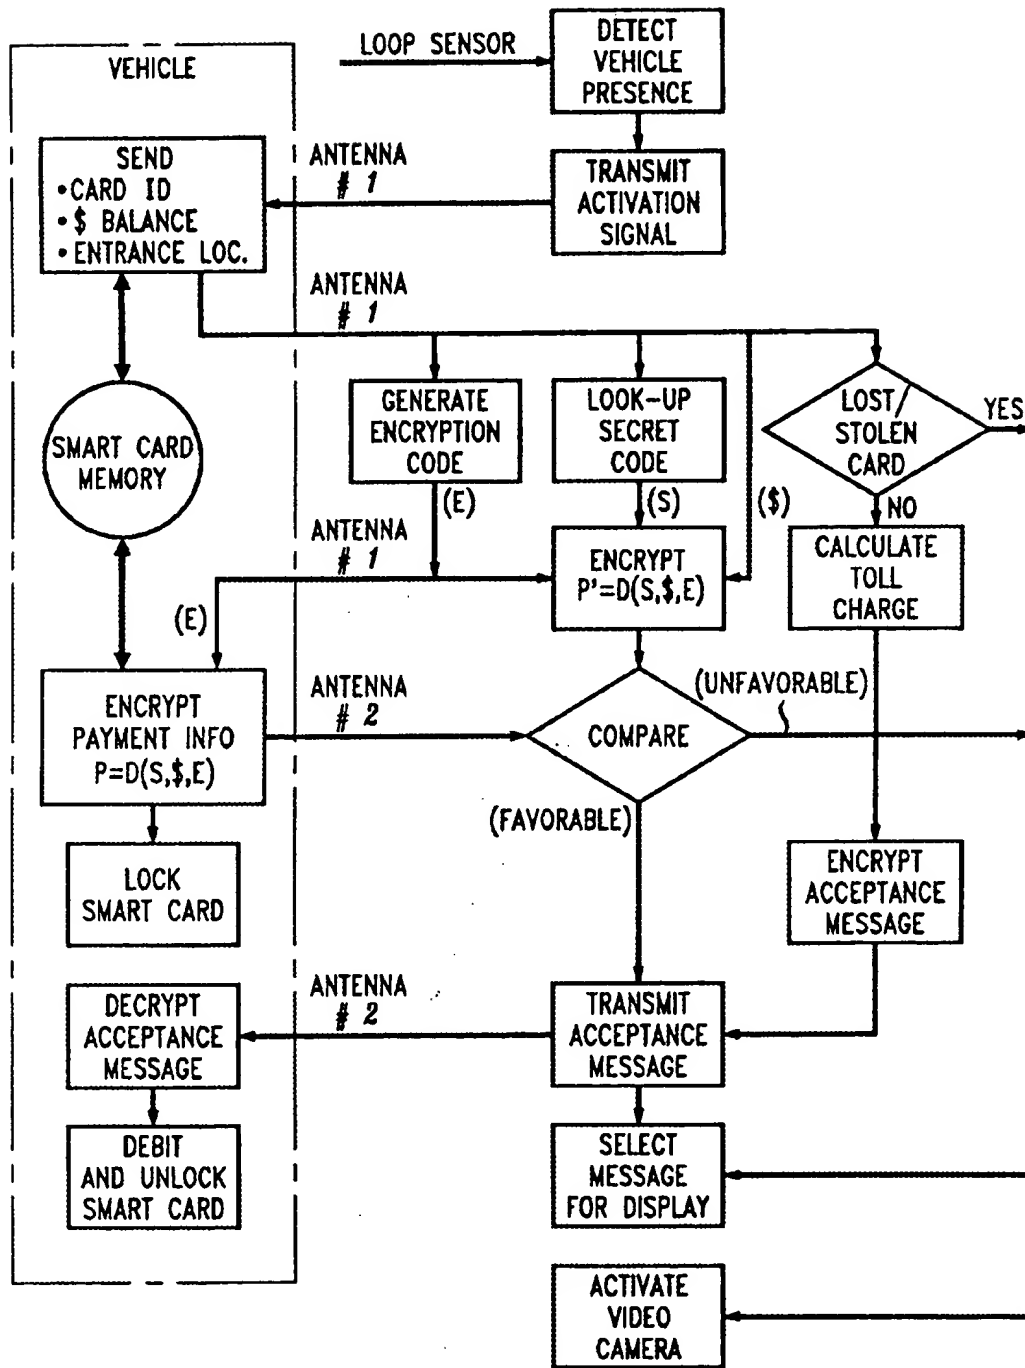 LOOP SENSOR
DETECT
VEHICLE
PRESENCE
VEHICLE
SEND
•CARD ID
•$ BALANCE
•ENTRANCE LOC.
ANTENNA
# 1
TRANSMIT
ACTIVATION
SIGNAL
ANTENNA
# 1
GENERATE
ENCRYPTION
CODE
LOOK-UP
SECRET
CODE
LOST/
STOLEN
CARD
YES
SMART CARD
MEMORY
(E)
(S)
($)
NO
ANTENNA
# 1
ENCRYPT
P'=D(S,$,E)
CALCULATE
TOLL
CHARGE
(E)
ENCRYPT
PAYMENT INFO
P=D(S,$,E)
ANTENNA
# 2
COMPARE
(UNFAVORABLE)
(FAVORABLE)
LOCK
SMART CARD
ENCRYPT
ACCEPTANCE
MESSAGE
DECRYPT
ACCEPTANCE
MESSAGE
ANTENNA
# 2
TRANSMIT
ACCEPTANCE
MESSAGE
DEBIT
AND UNLOCK
SMART CARD
SELECT
MESSAGE
FOR DISPLAY
ACTIVATE
VIDEO
CAMERA